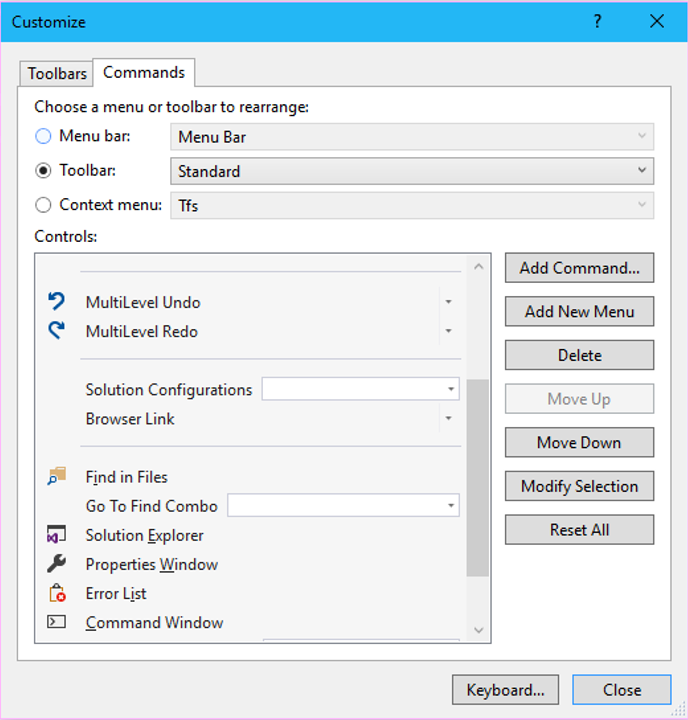 Customize
Toolbars Commands
Choose a menu or toolbar to rearrange:
Menu bar: Menu Bar
Toolbar: Standard
Context menu: Tfs
Controls:
Add Command...
MultiLevel Undo
Add New Menu
MultiLevel Redo
Delete
Solution Configurations
Move Up
Browser Link
Move Down
Find in Files
Modify Selection
Go To Find Combo
Solution Explorer
Reset All
Properties Window
Error List
Command Window
Keyboard... Close